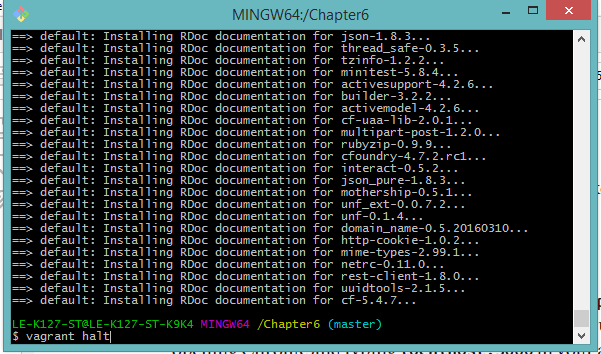 MINGW64:/Chapter6
==> default: Installing RDoc documentation for json-1.8.3...
==> default: Installing RDoc documentation for thread_safe-0.3.5...
==> default: Installing RDoc documentation for tzinfo-1.2.2...
==> default: Installing RDoc documentation for minitest-5.8.4...
==> default: Installing RDoc documentation for activesupport-4.2.6...
==> default: Installing RDoc documentation for builder-3.2.2...
==> default: Installing RDoc documentation for activemodel-4.2.6...
==> default: Installing RDoc documentation for cf-uaa-lib-2.0.1...
==> default: Installing RDoc documentation for multipart-post-1.2.0...
==> default: Installing RDoc documentation for rubyzip-0.9.9...
==> default: Installing RDoc documentation for cfoundry-4.7.2.rc1...
==> default: Installing RDoc documentation for interact-0.5.2...
==> default: Installing RDoc documentation for json_pure-1.8.3...
==> default: Installing RDoc documentation for mothership-0.5.1...
==> default: Installing RDoc documentation for unf_ext-0.0.7.2...
==> default: Installing RDoc documentation for unf-0.1.4...
==> default: Installing RDoc documentation for domain_name-0.5.20160310...
==> default: Installing RDoc documentation for http-cookie-1.0.2...
==> default: Installing RDoc documentation for mime-types-2.99.1...
==> default: Installing RDoc documentation for netrc-0.11.0...
==> default: Installing RDoc documentation for rest-client-1.8.0...
==> default: Installing RDoc documentation for uuidtools-2.1.5...
==> default: Installing RDoc documentation for cf-5.4.7...
LE-K127-ST@LE-K127-ST-K9K4 MINGW64 /Chapter6 (master)
$ vagrant halt